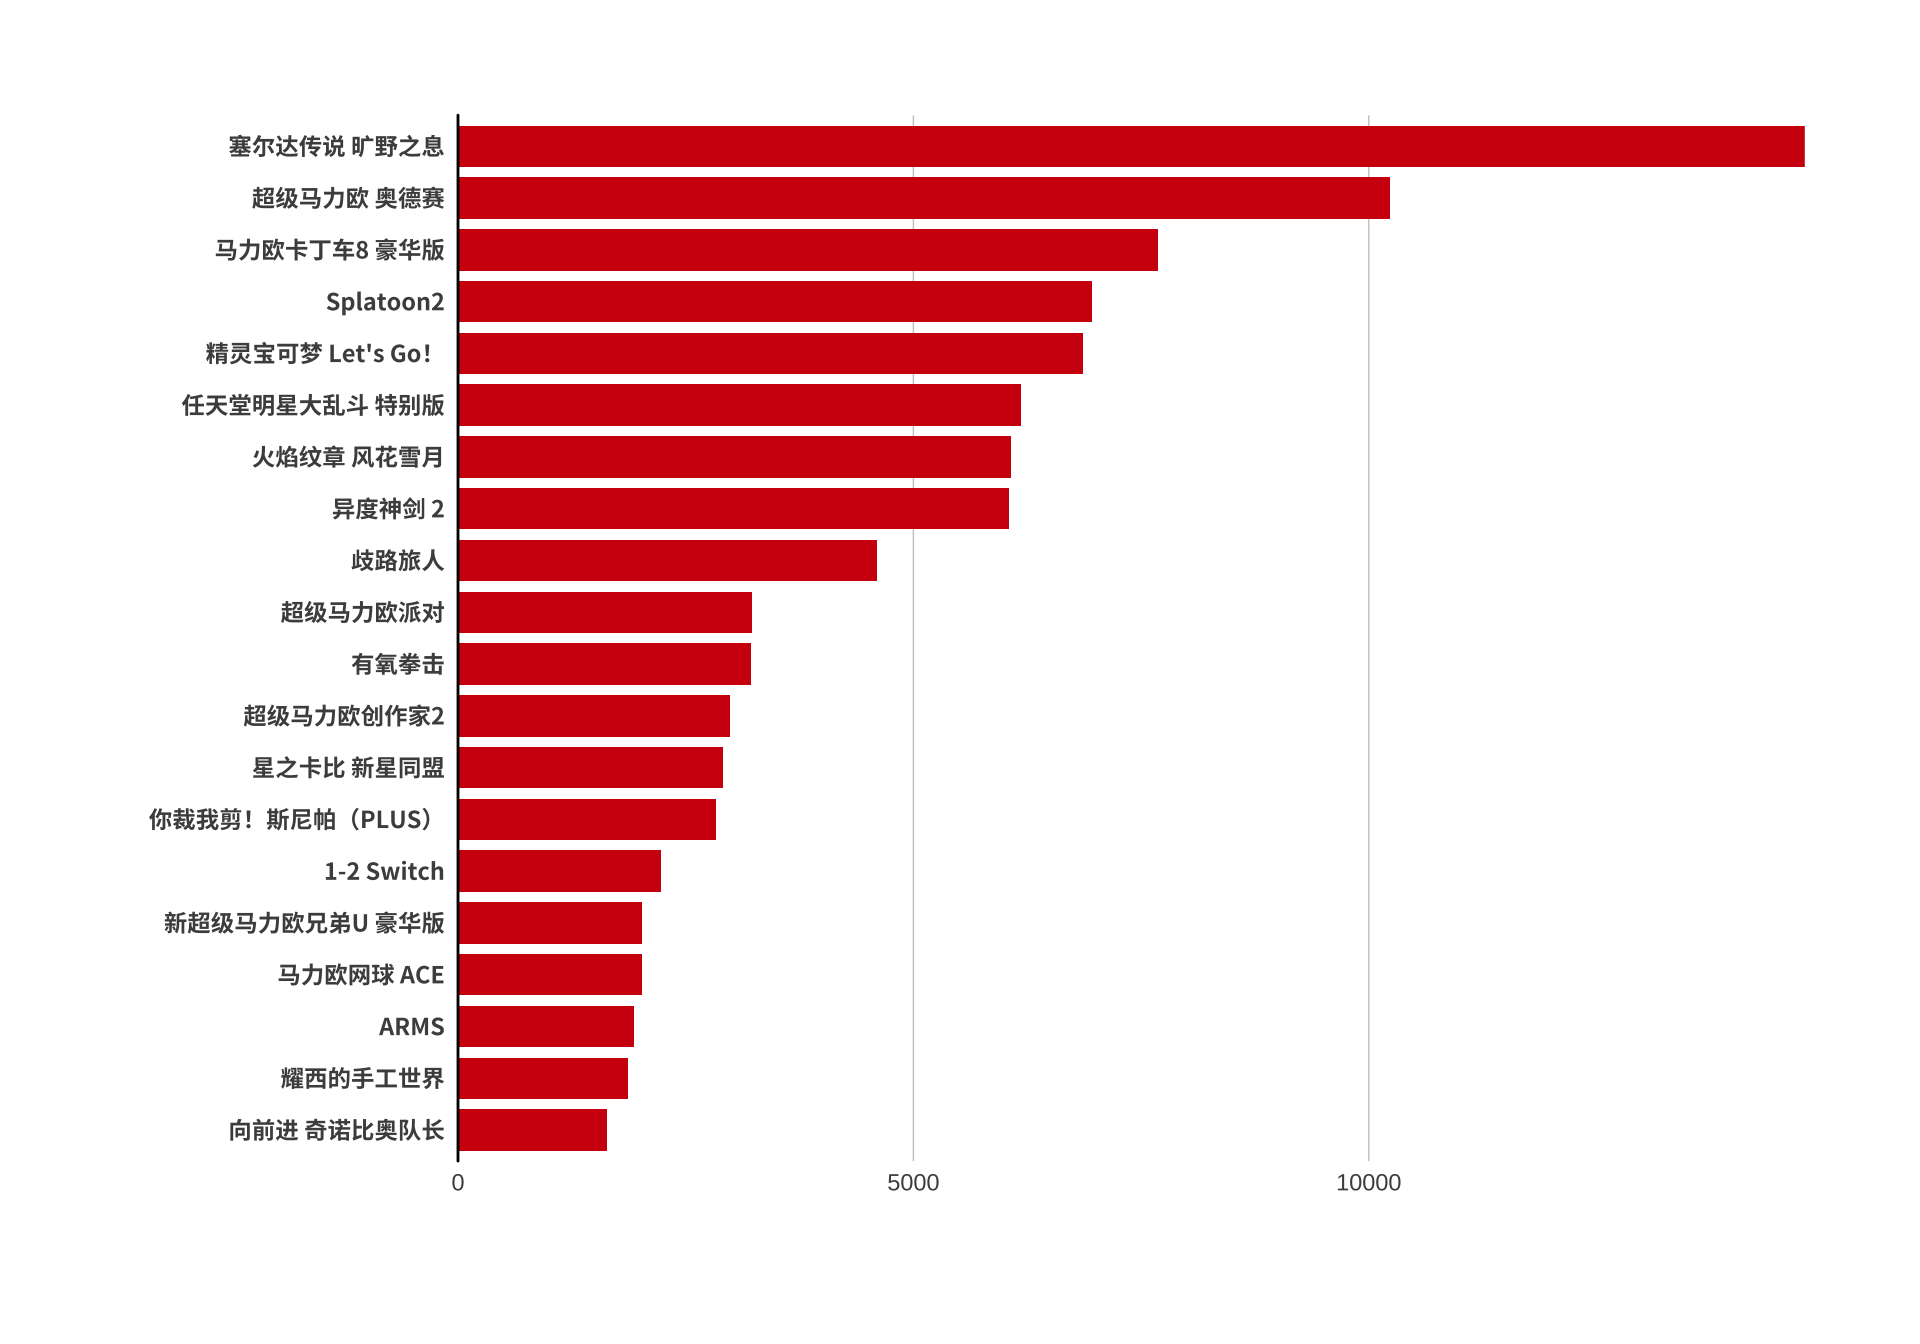 塞尔达传说 旷野之息
超级马力欧 奥德赛
马力欧卡丁车8 豪华版
Splatoon2
精灵宝可梦 Let's Go！
任天堂明星大乱斗 特别版
火焰纹章 风花雪月
异度神剑 2
歧路旅人
超级马力欧派对
有氧拳击
超级马力欧创作家2
星之卡比 新星同盟
你裁我剪！斯尼帕（PLUS）
1-2 Switch
新超级马力欧兄弟U 豪华版
马力欧网球 ACE
ARMS
耀西的手工世界
向前进 奇诺比奥队长
0 5000 10000